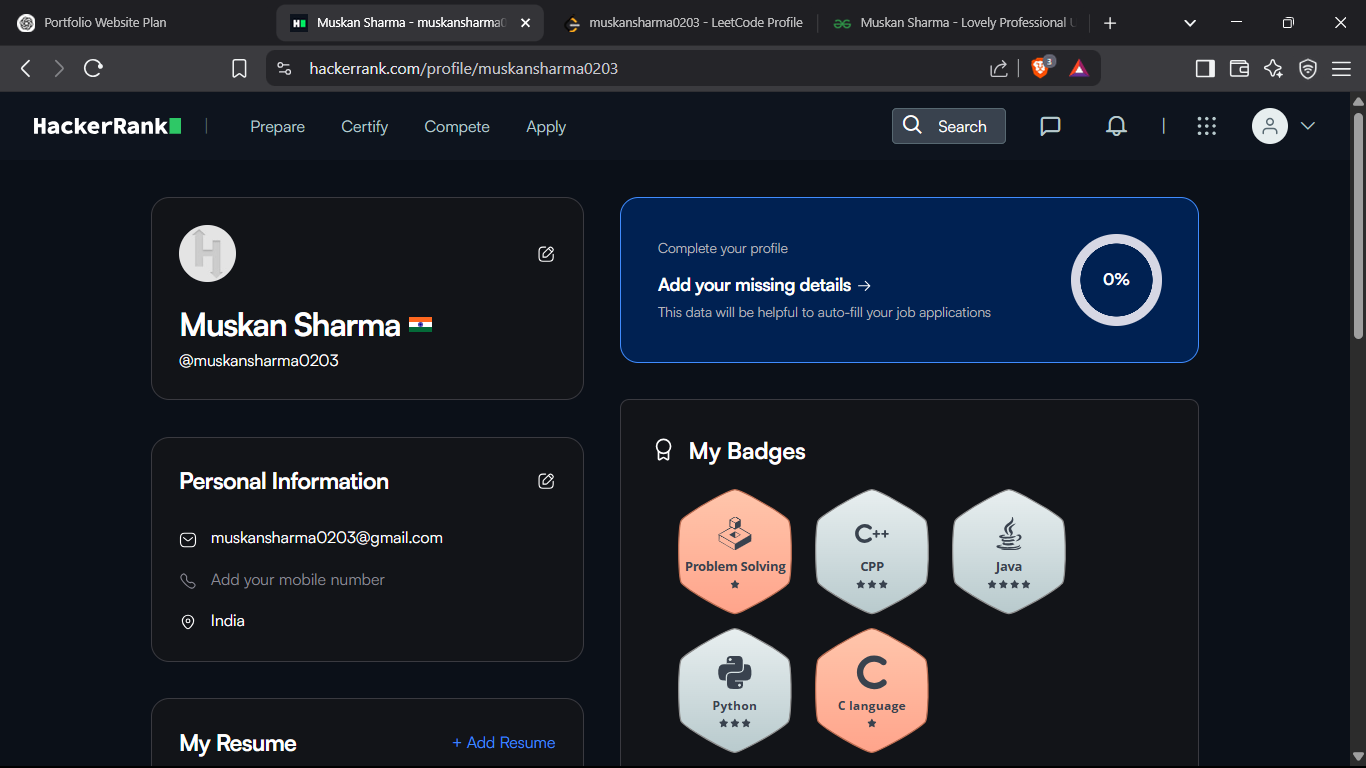 Portfolio Website Plan
Muskan Sharma - muskansharma0
muskansharma0203 - LeetCode Profile
Muskan Sharma - Lovely Professional U
hackerrank.com/profile/muskansharma0203
3
HackerRank
Prepare
Certify
Compete
Apply
Search
H
Muskan Sharma
@muskansharma0203
Complete your profile
Add your missing details →
This data will be helpful to auto-fill your job applications
0%
Personal Information
muskansharma0203@gmail.com
Add your mobile number
India
My Resume
+ Add Resume
My Badges
C++
Problem Solving
CPP
Java
Python
C
C language